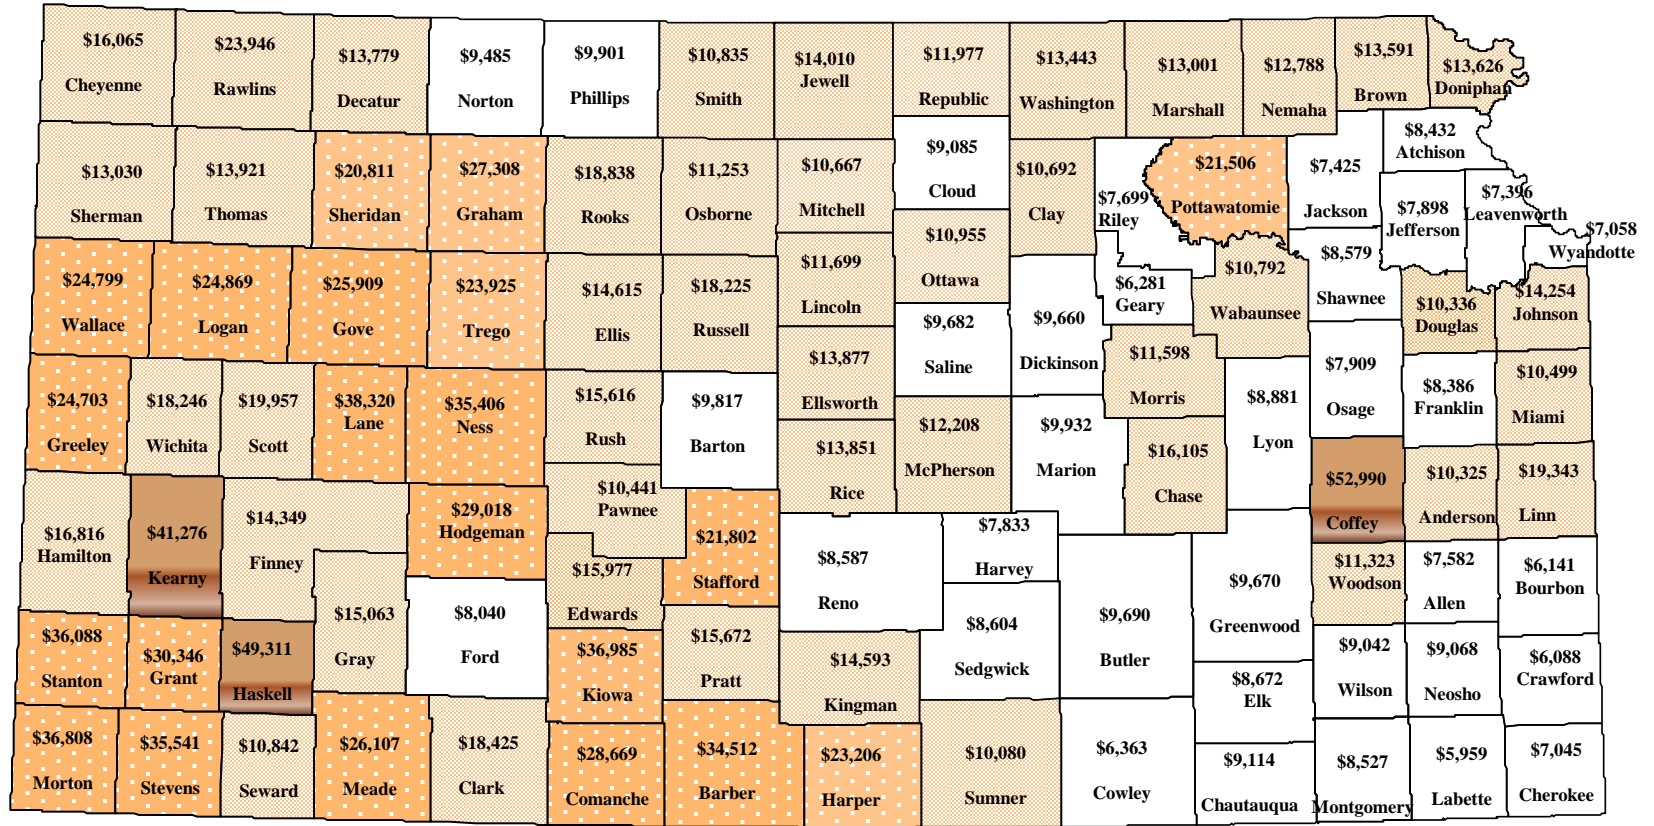 $16,065
Cheyenne
$23,946
Rawlins
$13,779
Decatur
$9,485
Norton
$9,901
Phillips
$10,835
Smith
$14,010
Jewell
$11,977
Republic
$13,443
Washington
$13,001
Marshall
$12,788
Nemaha
$13,591
Brown
$13,626
Doniphan
$13,030
Sherman
$13,921
Thomas
$20,811
Sheridan
$27,308
Graham
$18,838
Rooks
$11,253
Osborne
$10,667
Mitchell
$9,085
Cloud
$10,692
Clay
$7,699
Riley
$21,506
Pottawatomie
$7,425
Jackson
$8,432
Atchison
$7,898
Jefferson
$7,396
Leavenworth
$7,058
Wyandotte
$24,799
Wallace
$24,869
Logan
$25,909
Gove
$23,925
Trego
$14,615
Ellis
$18,225
Russell
$11,699
Lincoln
$10,955
Ottawa
$9,682
Saline
$9,660
Dickinson
$6,281
Geary
$10,792
Wabaunsee
$8,579
Shawnee
$10,336
Douglas
$14,254
Johnson
$24,703
Greeley
$18,246
Wichita
$19,957
Scott
$38,320
Lane
$35,406
Ness
$15,616
Rush
$9,817
Barton
$13,877
Ellsworth
$13,851
Rice
$12,208
McPherson
$9,932
Marion
$11,598
Morris
$16,105
Chase
$8,881
Lyon
$7,909
Osage
$8,386
Franklin
$10,499
Miami
$16,816
Hamilton
$41,276
Kearny
$14,349
Finney
$29,018
Hodgeman
$10,441
Pawnee
$21,802
Stafford
$15,977
Edwards
$8,587
Reno
$7,833
Harvey
$52,990
Coffey
$10,325
Anderson
$19,343
Linn
$15,063
Gray
$8,040
Ford
$8,604
Sedgwick
$9,690
Butler
$9,670
Greenwood
$11,323
Woodson
$7,582
Allen
$6,141
Bourbon
$36,088
Stanton
$30,346
Grant
$49,311
Haskell
$36,985
Kiowa
$15,672
Pratt
$14,593
Kingman
$8,672
Elk
$9,042
Wilson
$9,068
Neosho
$6,088
Crawford
$36,808
Morton
$35,541
Stevens
$10,842
Seward
$26,107
Meade
$18,425
Clark
$28,669
Comanche
$34,512
Barber
$23,206
Harper
$10,080
Sumner
$6,363
Cowley
$9,114
Chautauqua
$8,527
Montgomery
$5,959
Labette
$7,045
Cherokee